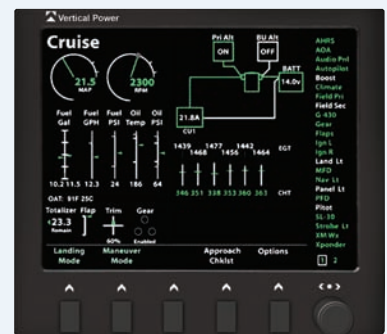 Vertical Power
Cruise
21.5
MAP
2300
RPM
Pri Alt
ON
BU Alt
OFF
BATT
14.0v
21.8A
CU1
Fuel Gal
Fuel GPH
Fuel PSI
Oil Temp
Oil PSI
10.2 11.5 12.3 24 186 64
1439 1477 1456 1442 EGT
1468 1464
346 351 338 353 360 363 CHT
OAT: 91F 25C
Totalizer Flap Trim Gear
23.3
Remain
60% Enabled
Landing Mode
Maneuver Mode
Approach Chklst
Options
AHRS
AOA
Audio Pnl
Autopilot
Boost
Climate
Field Pri
Field Sec
G 430
Gear
Flaps
Ign L
Ign R
Land Lt
MFD
Nav Lt
Panel Lt
PFD
Pitot
SL-30
Strobe Lt
XM Wx
Xponder
1 2